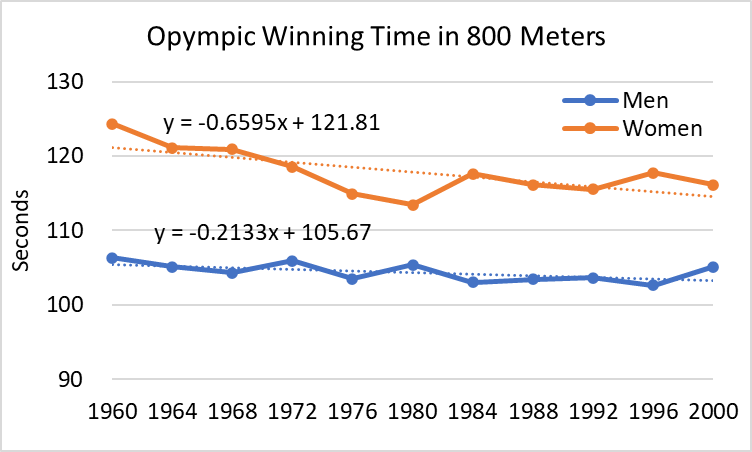 Opympic Winning Time in 800 Meters
130
Men
y = -0.6595x + 121.81
Women
120
Seconds
110
y = -0.2133x + 105.67
100
90
1960 1964 1968 1972 1976 1980 1984 1988 1992 1996 2000